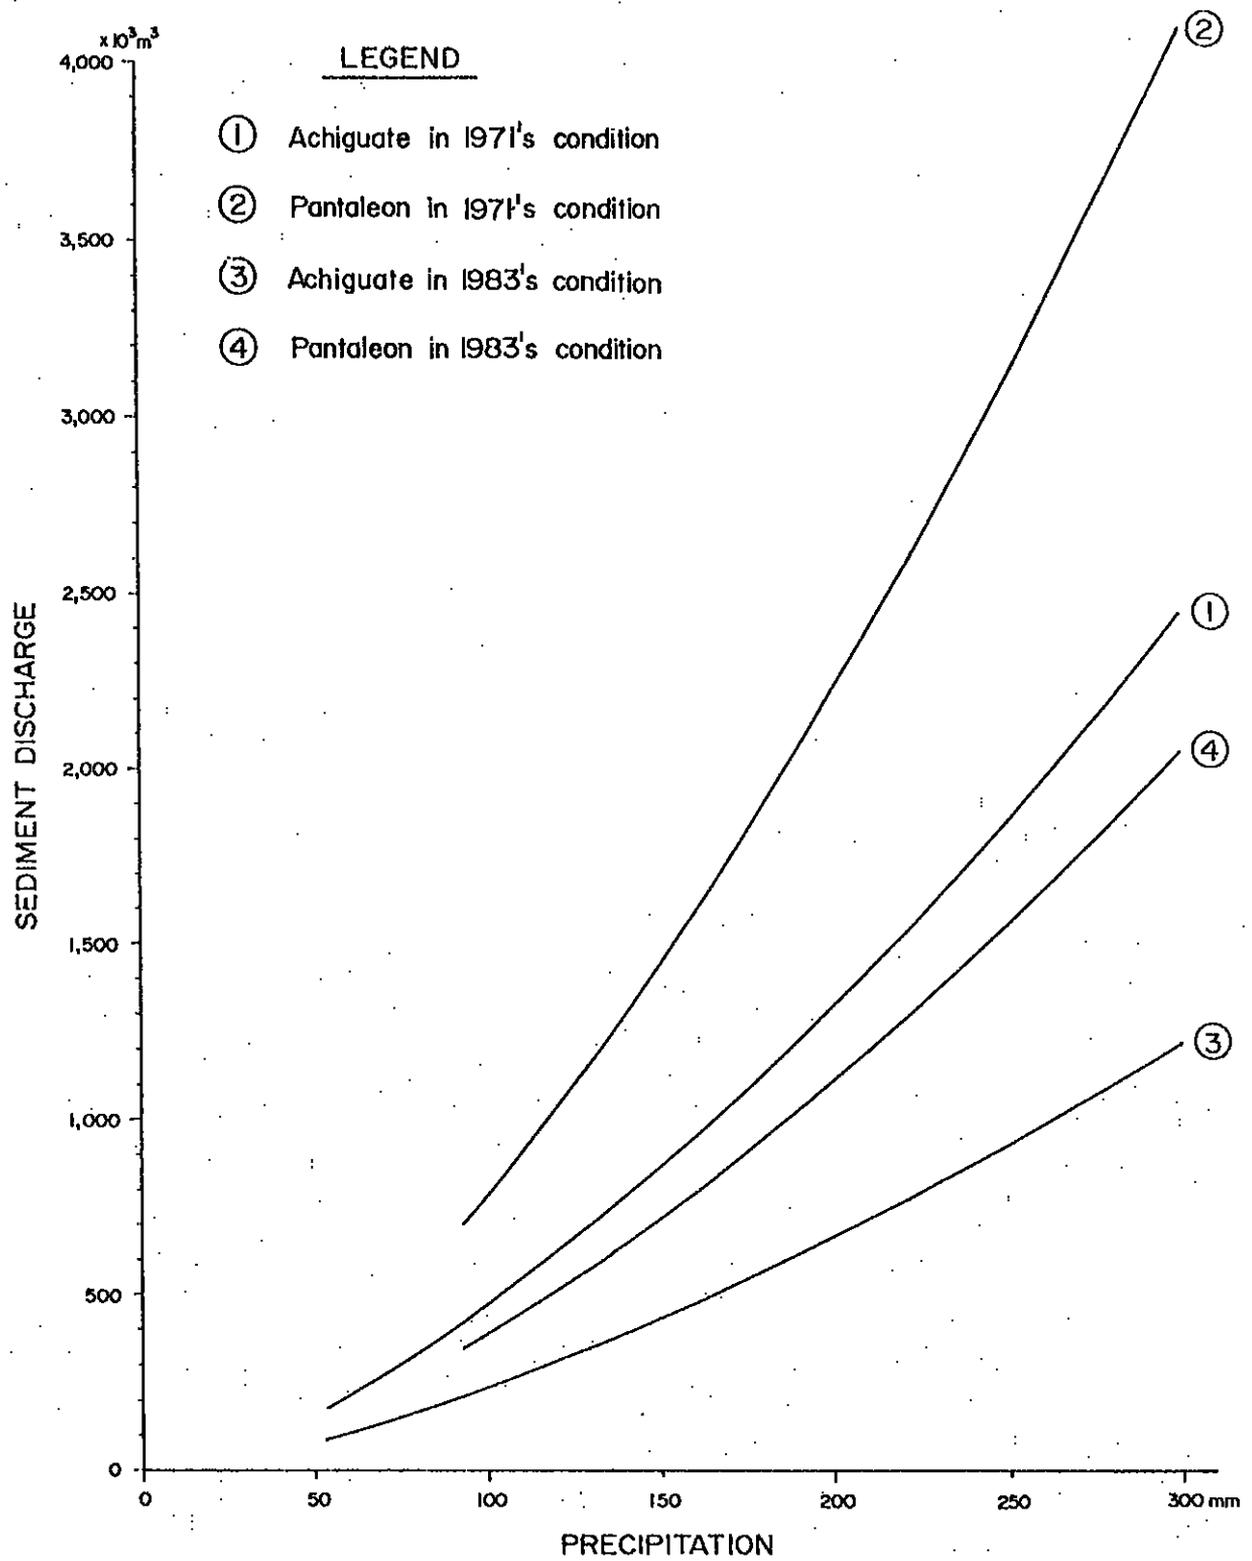 ×10³m³
4,000
3,500
3,000
2,500
2,000
1,500
1,000
500
0
SEDIMENT DISCHARGE
LEGEND
① Achiguate in 1971's condition
② Pantaleon in 1971's condition
③ Achiguate in 1983's condition
④ Pantaleon in 1983's condition
②
①
④
③
0 50 100 150 200 250 300 mm
PRECIPITATION